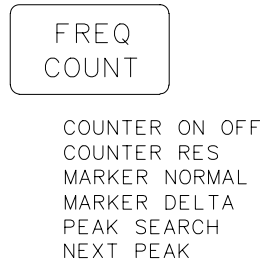 FREQ
COUNT
COUNTER ON OFF
COUNTER RES
MARKER NORMAL
MARKER DELTA
PEAK SEARCH
NEXT PEAK